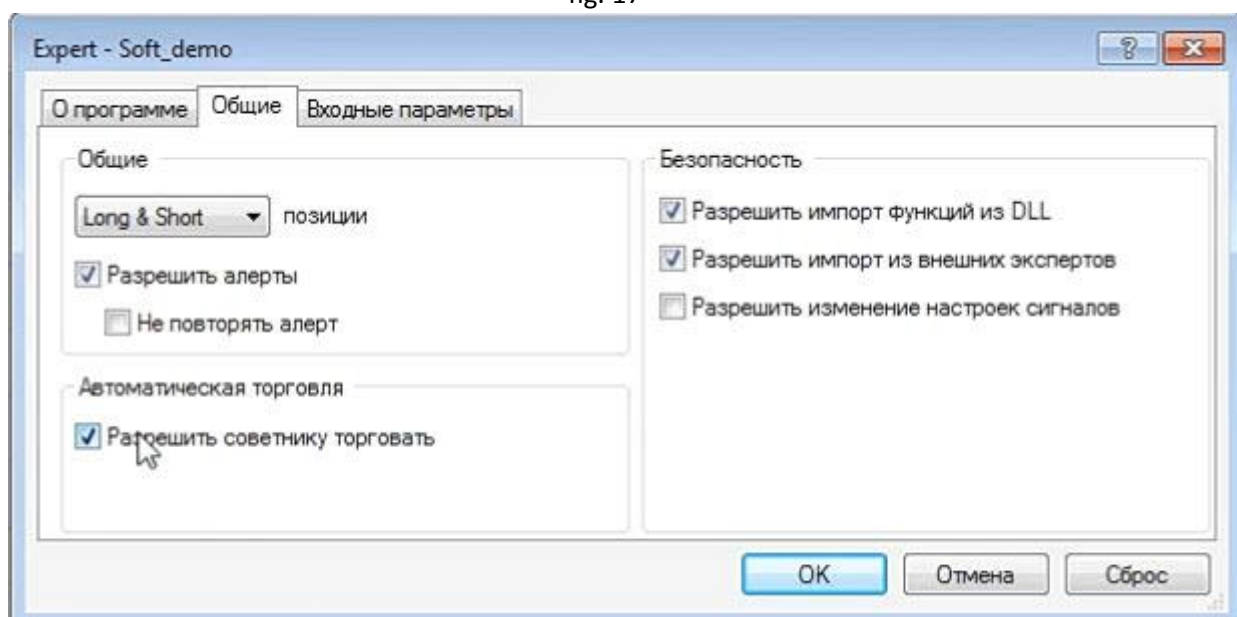 Expert - Soft_demo
О программе
Общие
Входные параметры
Общие
Long & Short
позиции
Разрешить алерты
Не повторять алерт
Автоматическая торговля
Разрешить советнику торговать
Безопасность
Разрешить импорт функций из DLL
Разрешить импорт из внешних экспертов
Разрешить изменение настроек сигналов
OK
Отмена
Сброс